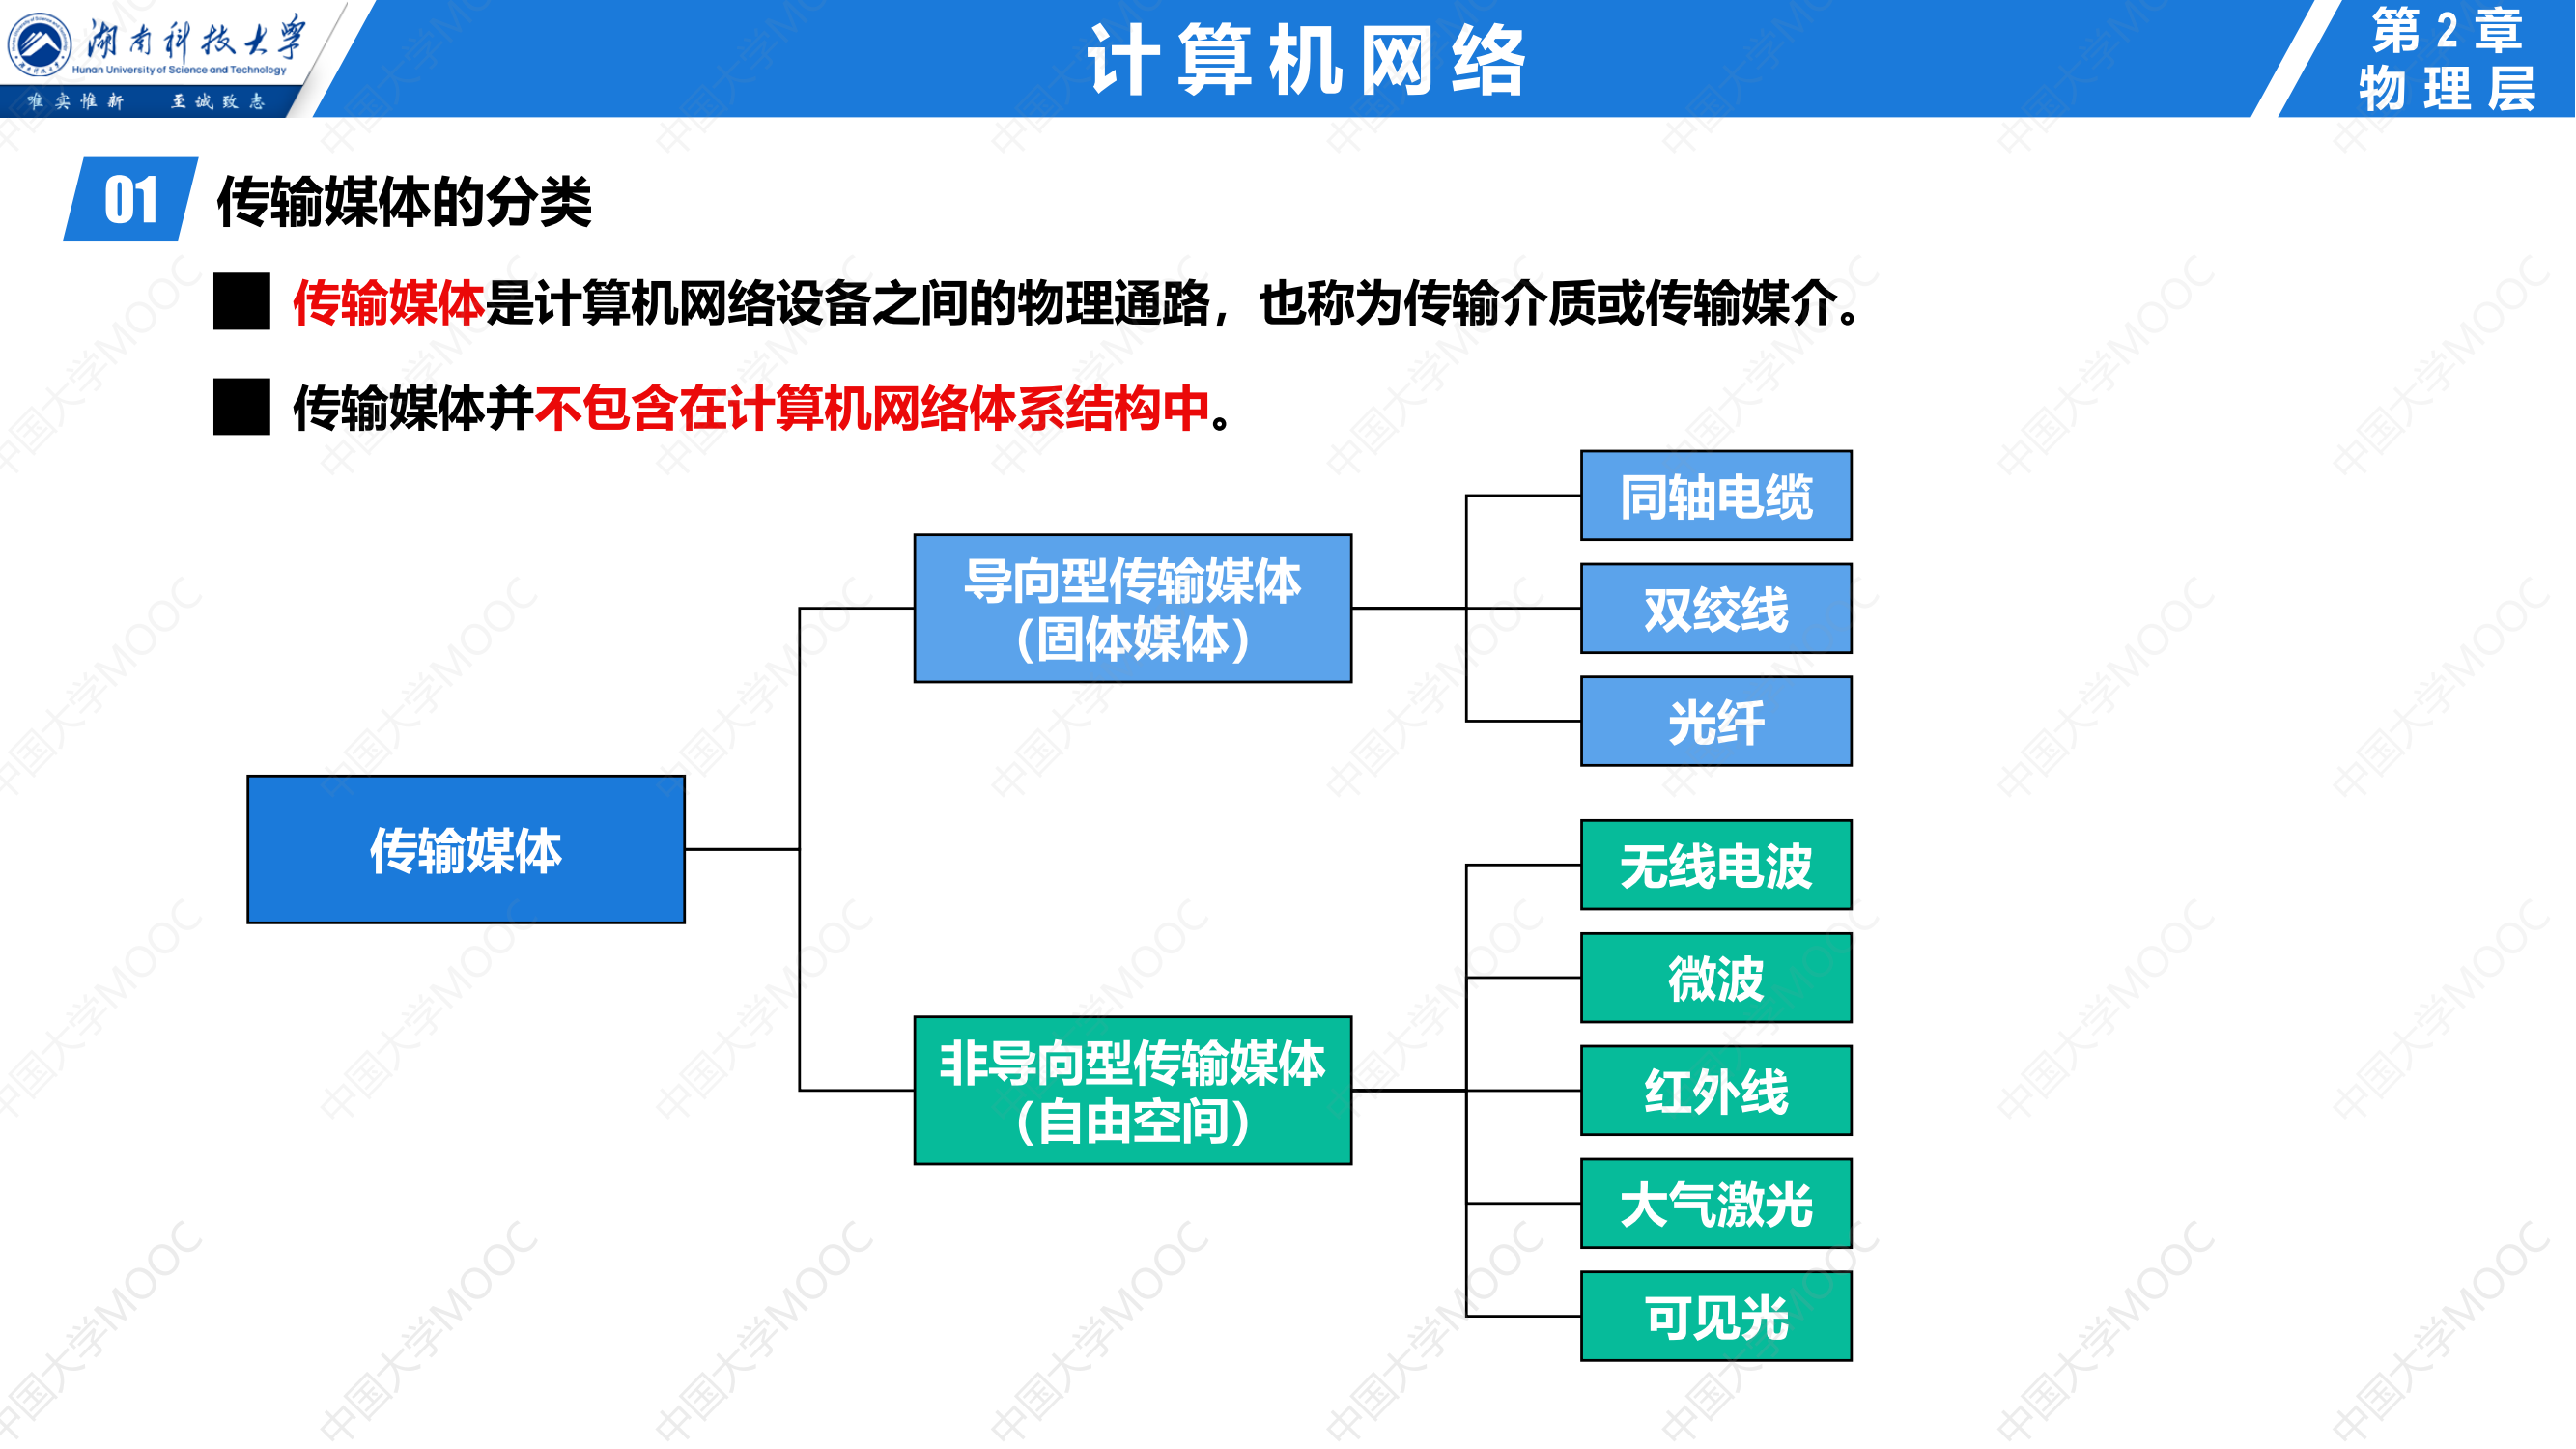 湖南科技大学
Hunan University of Science and Technology
唯实惟新 至诚致志
计算机网络
第2章
物理层
01 传输媒体的分类
传输媒体是计算机网络设备之间的物理通路，也称为传输介质或传输媒介。
传输媒体并不包含在计算机网络体系结构中。
传输媒体
导向型传输媒体
（固体媒体）
同轴电缆
双绞线
光纤
非导向型传输媒体
（自由空间）
无线电波
微波
红外线
大气激光
可见光
中国大学MOOC